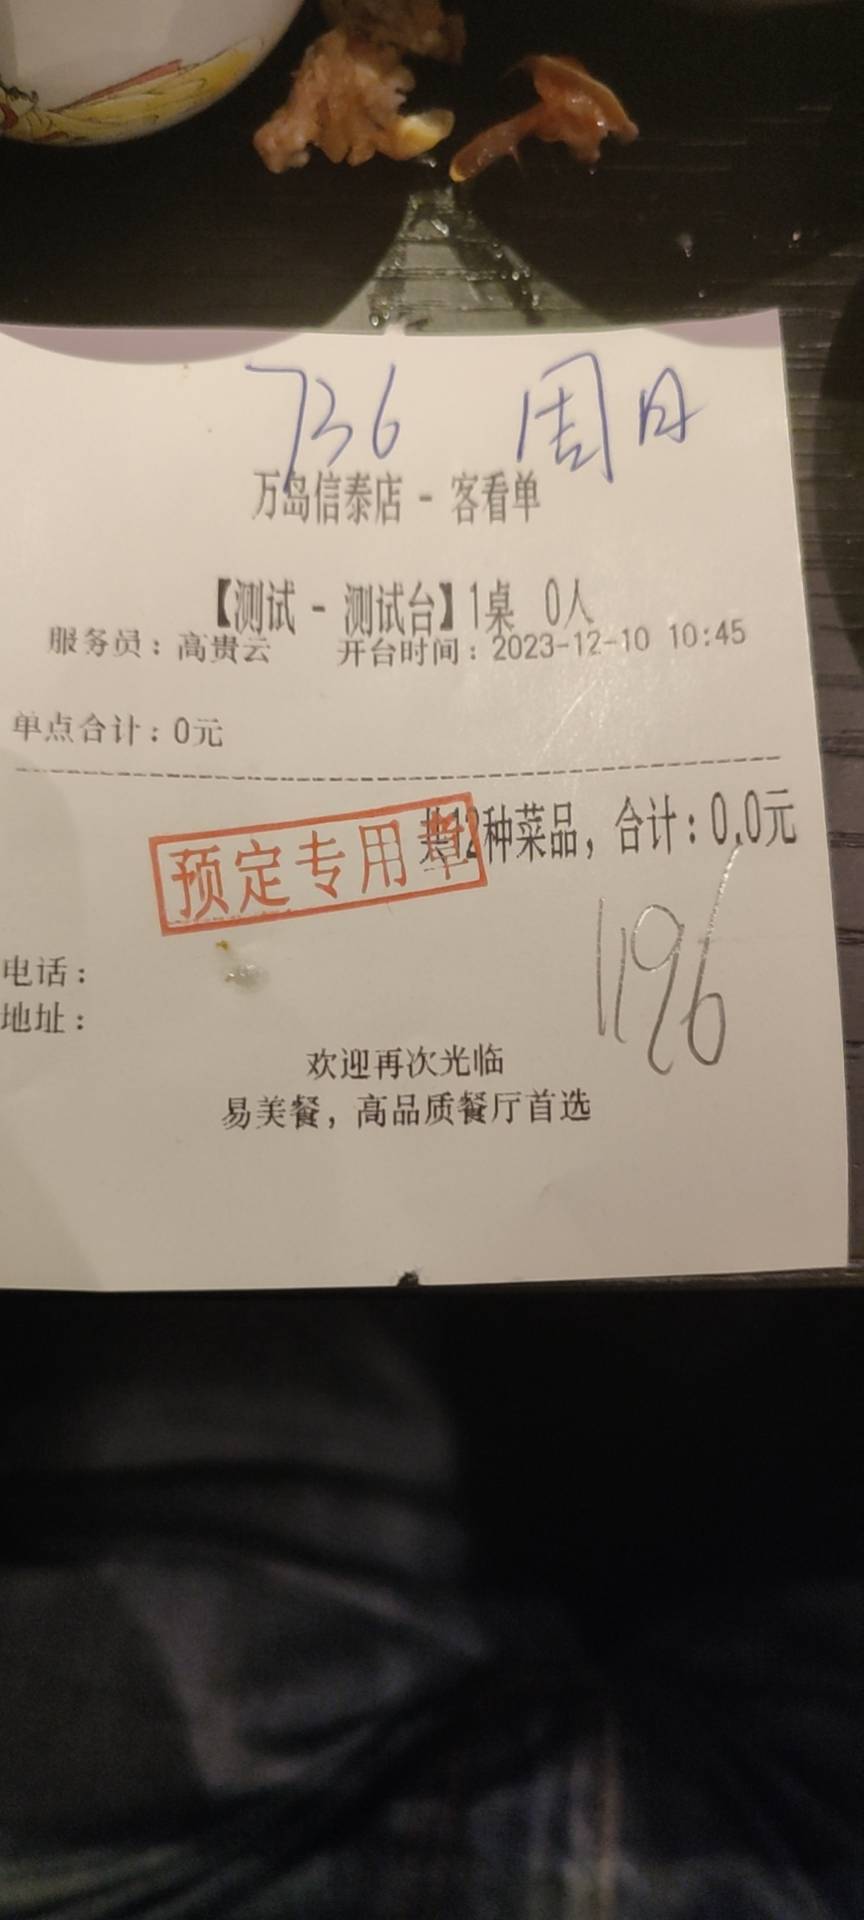 736 周日
万岛信泰店 - 客看单
【测试 - 测试台】1桌 0人
服务员：高贵云 开台时间：2023-12-10 10:45
单点合计：0元
共12种菜品，合计：0.0元
预定专用章
1196
电话：
地址：
欢迎再次光临
易美餐，高品质餐厅首选